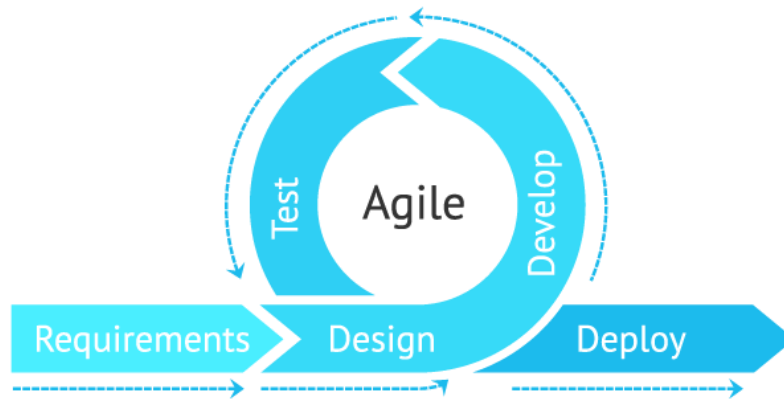 Agile
Test
Develop
Requirements
Design
Deploy